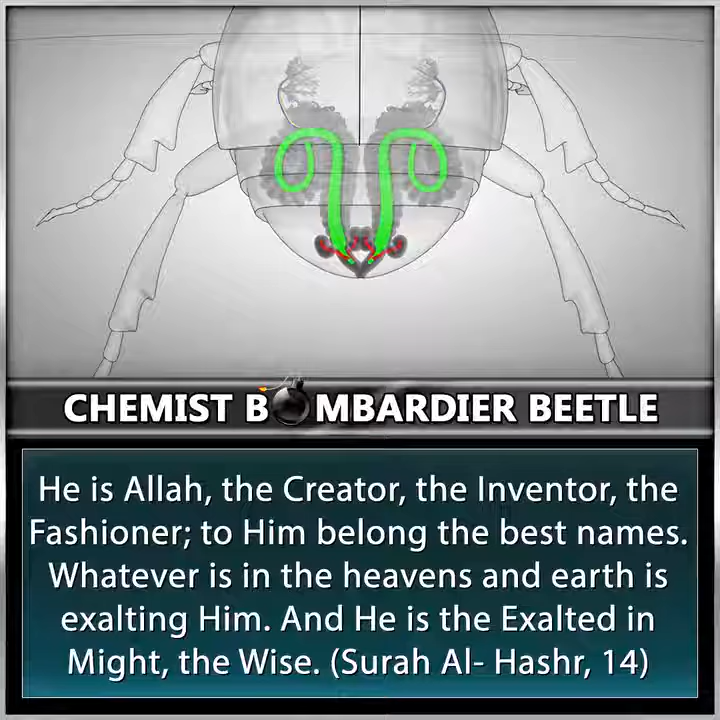 CHEMIST BOMBARDIER BEETLE
He is Allah, the Creator, the Inventor, the
Fashioner; to Him belong the best names.
Whatever is in the heavens and earth is
exalting Him. And He is the Exalted in
Might, the Wise. (Surah Al- Hashr, 14)